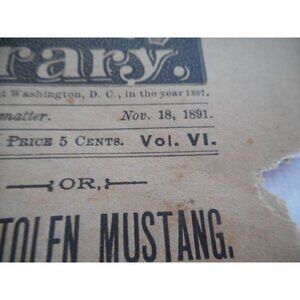 rary.
t Washington, D. C., in the year 1887.
matter. Nov. 18, 1891.
PRICE 5 CENTS. Vol. VI.
OR,
TOLEN MUSTANG.